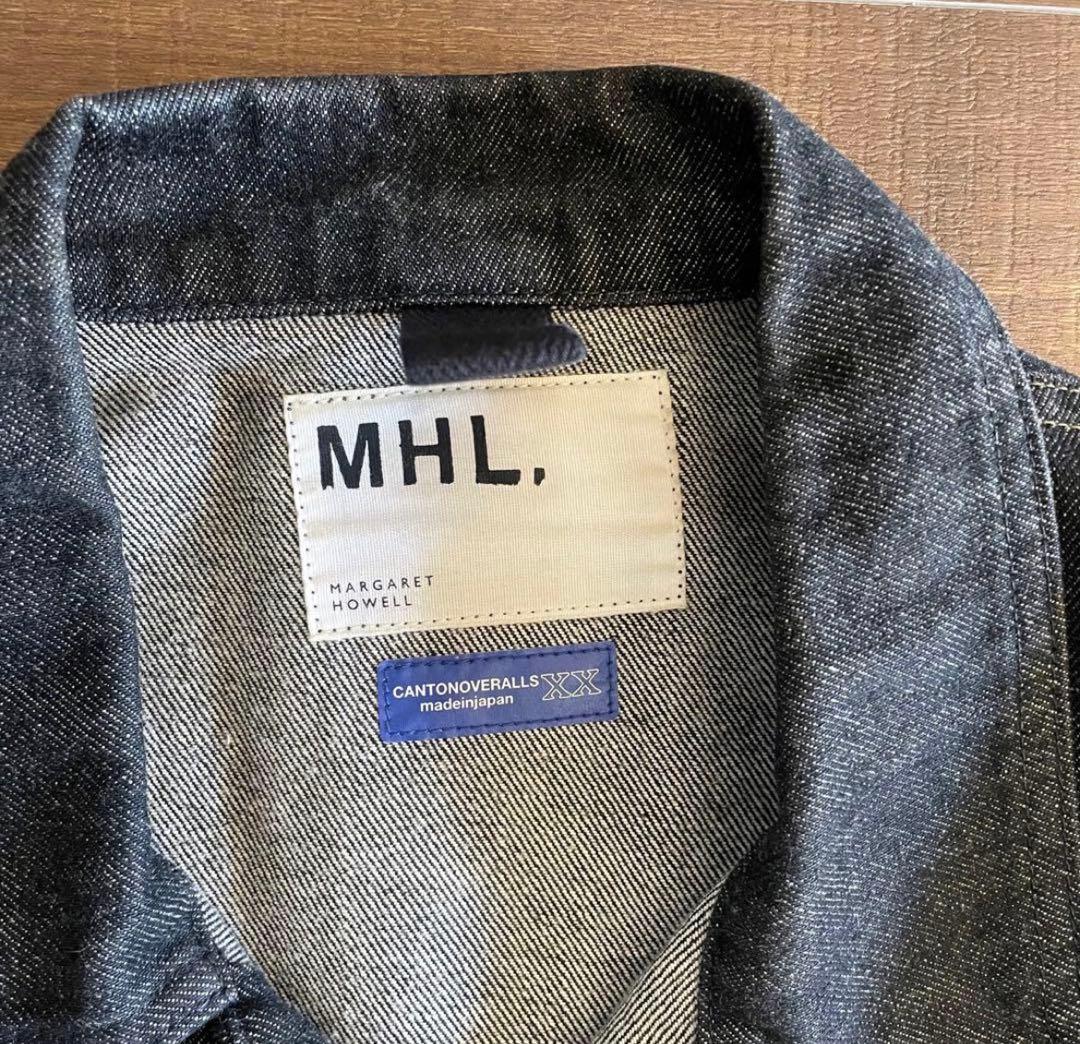 MHL.
MARGARET
HOWELL
CANTONOVERALLS XX
madeinjapan